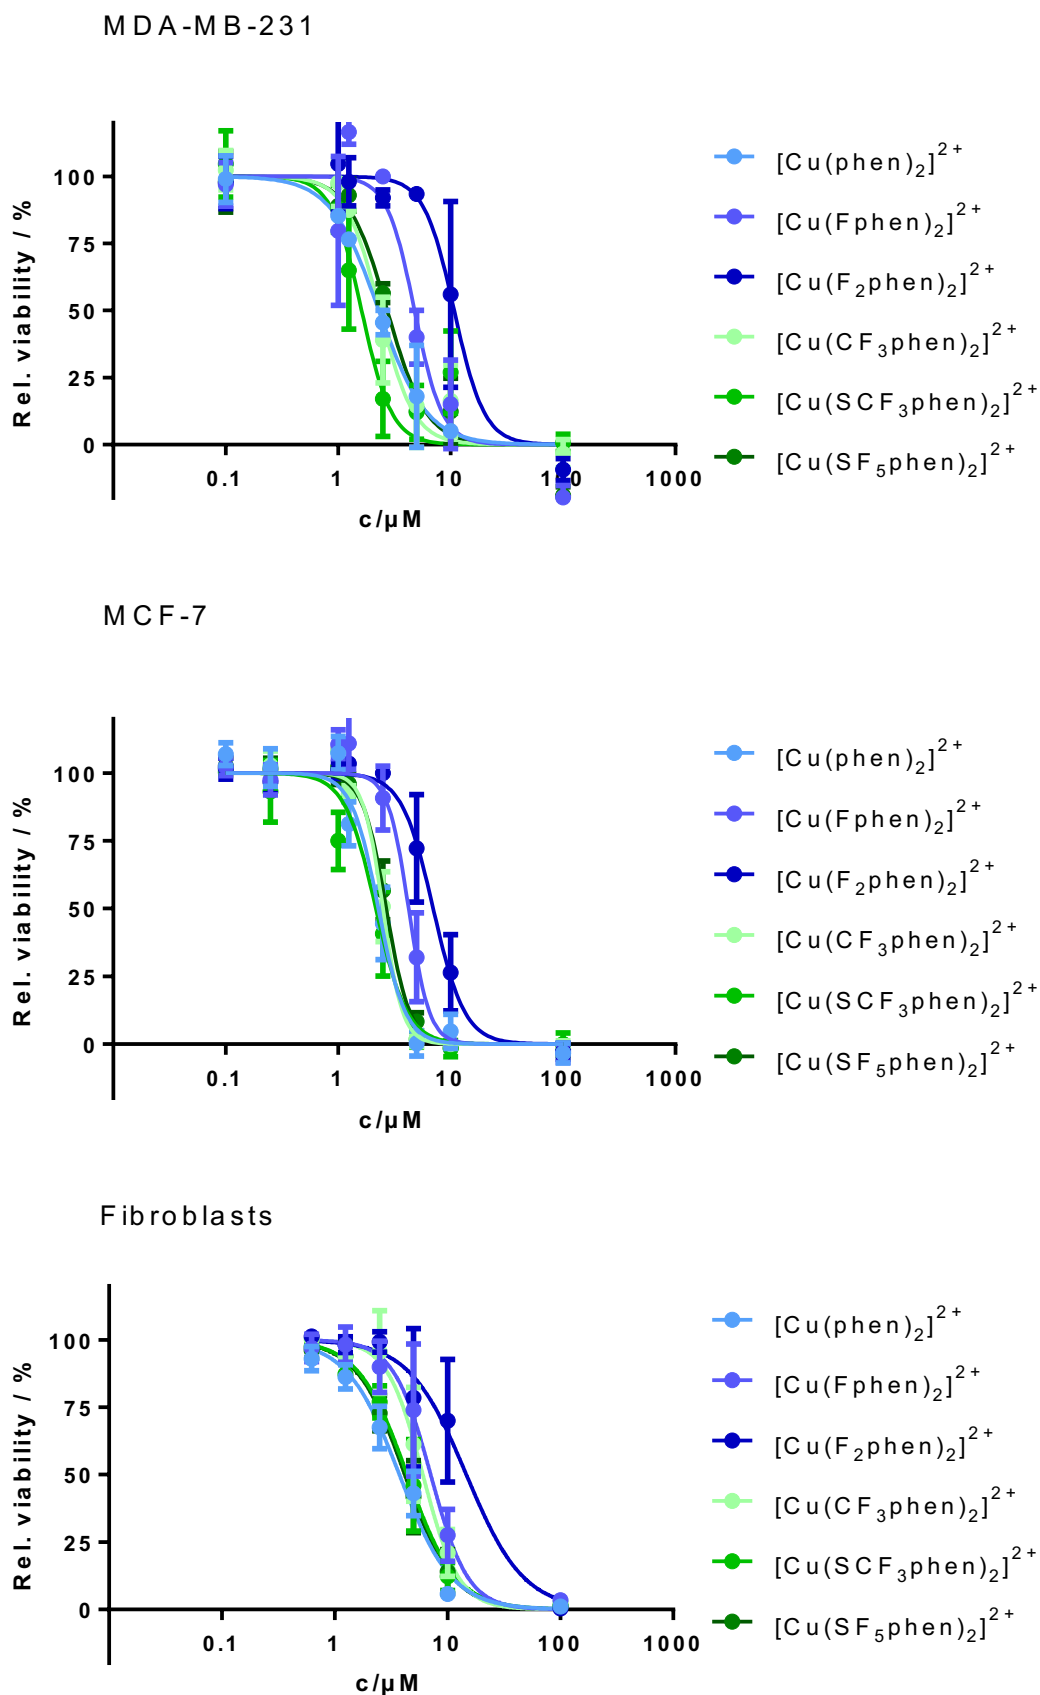 MDA-MB-231
Rel. viability / %
100
75
50
25
0
0.1 1 10 100 1000
c/µM
[Cu(phen)₂]²⁺
[Cu(Fphen)₂]²⁺
[Cu(F₂phen)₂]²⁺
[Cu(CF₃phen)₂]²⁺
[Cu(SCF₃phen)₂]²⁺
[Cu(SF₅phen)₂]²⁺
MCF-7
Rel. viability / %
100
75
50
25
0
0.1 1 10 100 1000
c/µM
[Cu(phen)₂]²⁺
[Cu(Fphen)₂]²⁺
[Cu(F₂phen)₂]²⁺
[Cu(CF₃phen)₂]²⁺
[Cu(SCF₃phen)₂]²⁺
[Cu(SF₅phen)₂]²⁺
Fibroblasts
Rel. viability / %
100
75
50
25
0
0.1 1 10 100 1000
c/µM
[Cu(phen)₂]²⁺
[Cu(Fphen)₂]²⁺
[Cu(F₂phen)₂]²⁺
[Cu(CF₃phen)₂]²⁺
[Cu(SCF₃phen)₂]²⁺
[Cu(SF₅phen)₂]²⁺